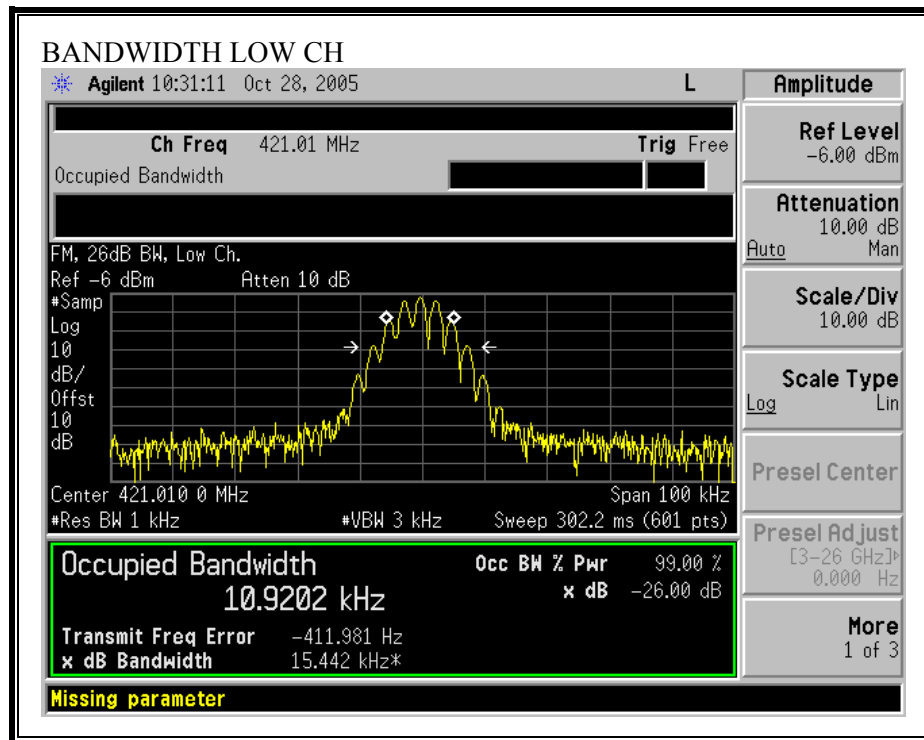 BANDWIDTH LOW CH
Agilent 10:31:11 Oct 28, 2005 L
Ch Freq 421.01 MHz Trig Free
Occupied Bandwidth
FM, 26dB BW, Low Ch.
Ref -6 dBm Atten 10 dB
#Samp
Log
10
dB/
Offst
10
dB
Center 421.010 0 MHz Span 100 kHz
#Res BW 1 kHz #VBW 3 kHz Sweep 302.2 ms (601 pts)
Occupied Bandwidth Occ BW % Pwr 99.00 %
10.9202 kHz x dB -26.00 dB
Transmit Freq Error -411.981 Hz
x dB Bandwidth 15.442 kHz*
Missing parameter
Amplitude
Ref Level
-6.00 dBm
Attenuation
10.00 dB
Auto Man
Scale/Div
10.00 dB
Scale Type
Log Lin
Presel Center
Presel Adjust
[3-26 GHz]
0.000 Hz
More
1 of 3